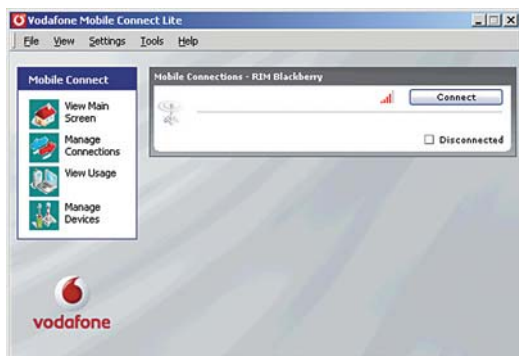 Vodafone Mobile Connect Lite
File View Settings Tools Help
Mobile Connect
View Main
Screen
Manage
Connections
View Usage
Manage
Devices
Mobile Connections - RIM Blackberry
Connect
Disconnected
vodafone